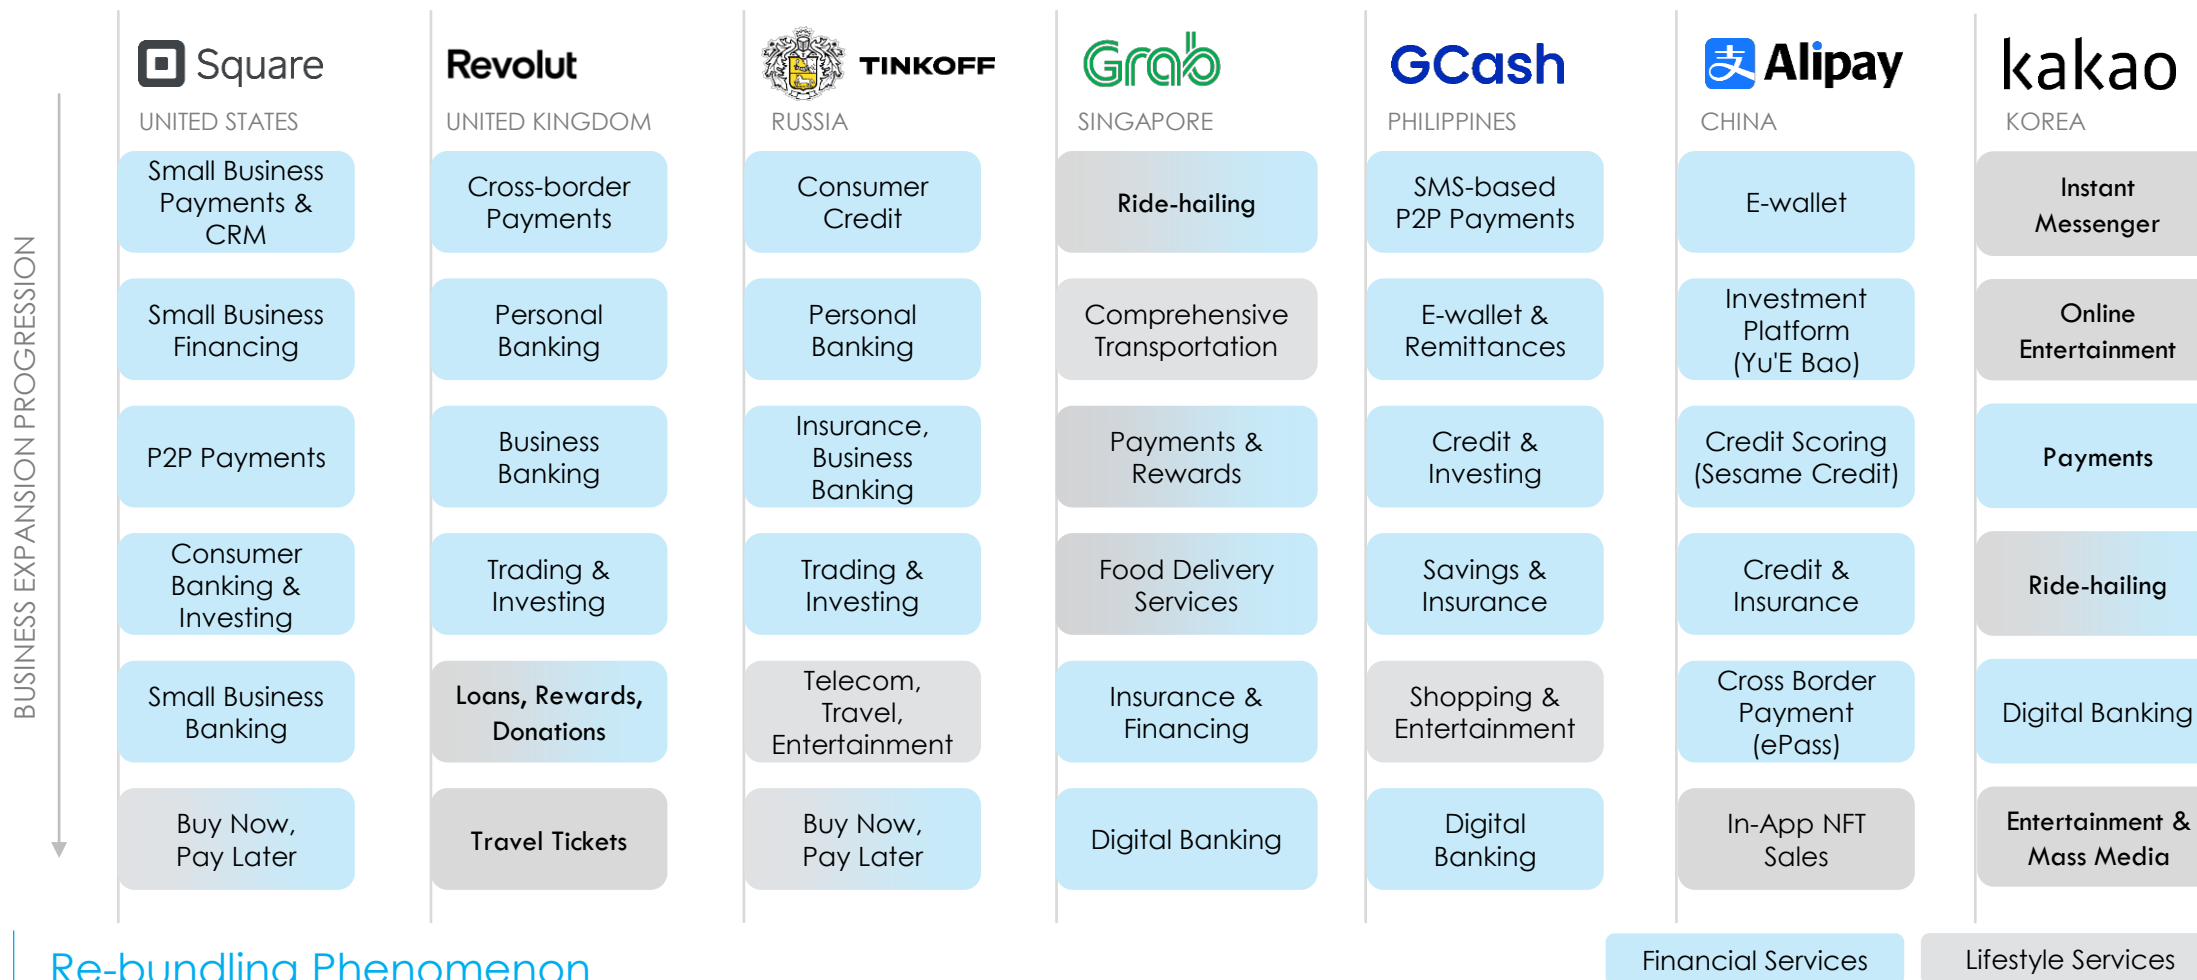 Square
UNITED STATES
Small Business
Payments &
CRM
Small Business
Financing
P2P Payments
Consumer
Banking &
Investing
Small Business
Banking
Buy Now,
Pay Later
Revolut
UNITED KINGDOM
Cross-border
Payments
Personal
Banking
Business
Banking
Trading &
Investing
Loans, Rewards,
Donations
Travel Tickets
TINKOFF
RUSSIA
Consumer
Credit
Personal
Banking
Insurance,
Business
Banking
Trading &
Investing
Telecom,
Travel,
Entertainment
Buy Now,
Pay Later
Grab
SINGAPORE
Ride-hailing
Comprehensive
Transportation
Payments &
Rewards
Food Delivery
Services
Insurance &
Financing
Digital Banking
GCash
PHILIPPINES
SMS-based
P2P Payments
E-wallet &
Remittances
Credit &
Investing
Savings &
Insurance
Shopping &
Entertainment
Digital
Banking
支 Alipay
CHINA
E-wallet
Investment
Platform
(Yu'E Bao)
Credit Scoring
(Sesame Credit)
Credit &
Insurance
Cross Border
Payment
(ePass)
In-App NFT
Sales
kakao
KOREA
Instant
Messenger
Online
Entertainment
Payments
Ride-hailing
Digital Banking
Entertainment &
Mass Media
BUSINESS EXPANSION PROGRESSION
Re-bundling Phenomenon
Financial Services
Lifestyle Services